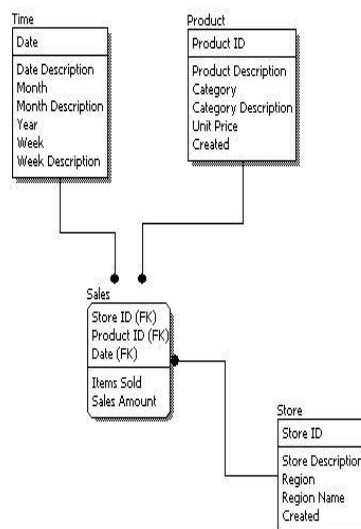 Time
Date
Date Description
Month
Month Description
Year
Week
Week Description
Product
Product ID
Product Description
Category
Category Description
Unit Price
Created
Sales
Store ID (FK)
Product ID (FK)
Date (FK)
Items Sold
Sales Amount
Store
Store ID
Store Description
Region
Region Name
Created